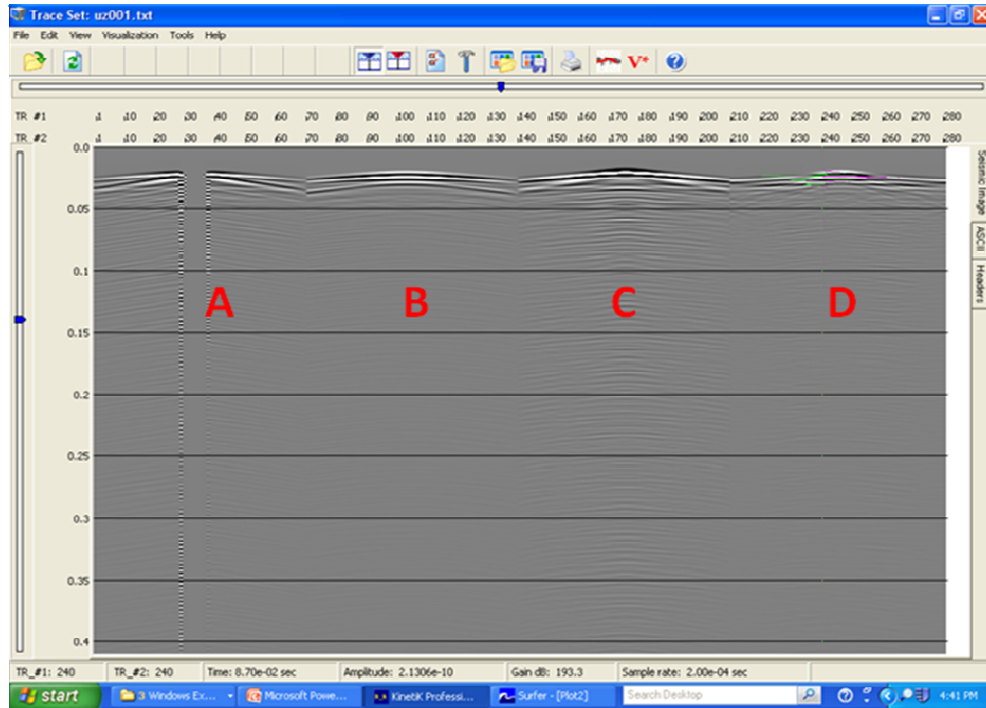 Trace Set: uz001.txt
File Edit View Visualization Tools Help
V*
TR #1 1 10 20 30 40 50 60 70 80 90 100 110 120 130 140 150 160 170 180 190 200 210 220 230 240 250 260 270 280
TR #2 1 10 20 30 40 50 60 70 80 90 100 110 120 130 140 150 160 170 180 190 200 210 220 230 240 250 260 270 280
0.0
0.05
0.1
A B C D
0.15
0.2
0.25
0.3
0.35
0.4
Seismic Image
ASCII
Headers
TR_#1: 240 TR_#2: 240 Time: 8.70e-02 sec Amplitude: 2.1306e-10 Gain dB: 193.3 Sample rate: 2.00e-04 sec
start 3 Windows Ex... Microsoft Powe... KinetiK Professi... Surfer - [Plot2] Search Desktop 4:41 PM